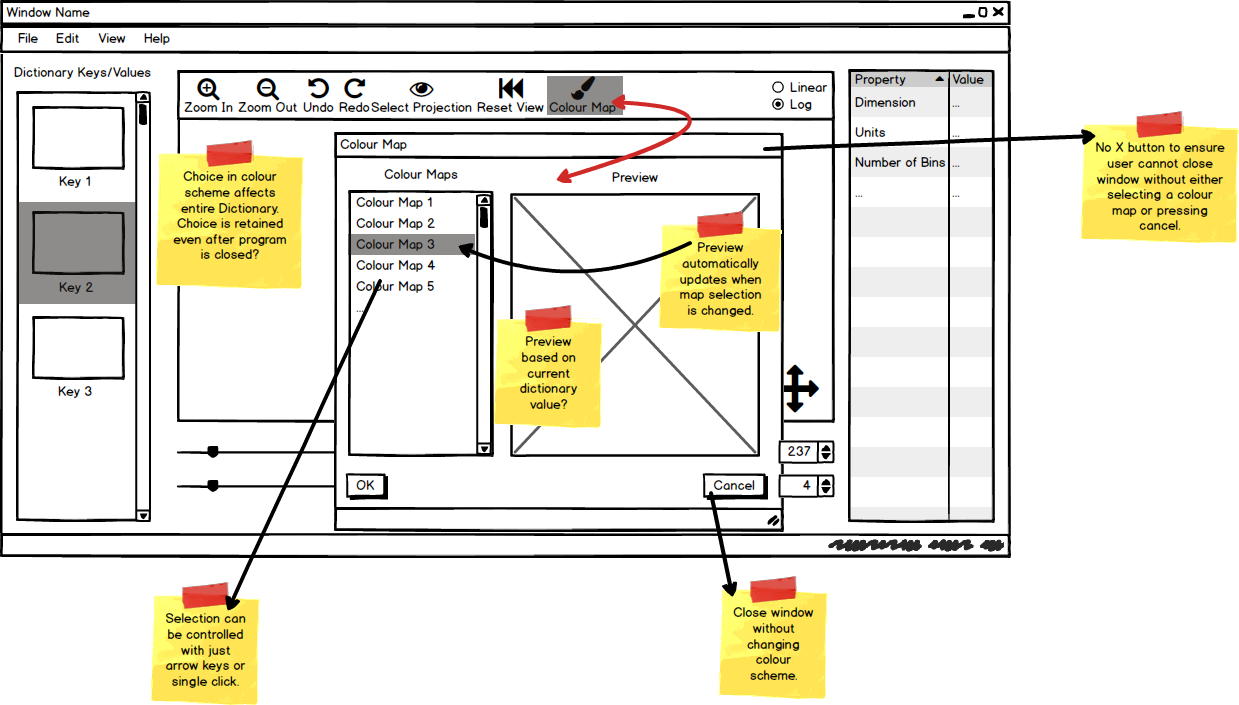 Window Name
File Edit View Help
Dictionary Keys/Values
Key 1
Key 2
Key 3
Zoom In Zoom Out Undo Redo Select Projection Reset View Colour Map
Linear
Log
Property Value
Dimension ...
Units ...
Number of Bins ...
... ...
Colour Map
Colour Maps
Preview
Colour Map 1
Colour Map 2
Colour Map 3
Colour Map 4
Colour Map 5
...
OK
Cancel
237
4
Choice in colour
scheme affects
entire Dictionary.
Choice is retained
even after program
is closed?
Preview
automatically
updates when
map selection
is changed.
Preview
based on
current
dictionary
value?
No X button to ensure
user cannot close
window without either
selecting a colour
map or pressing
cancel.
Selection can
be controlled
with just
arrow keys or
single click.
Close window
without
changing
colour
scheme.